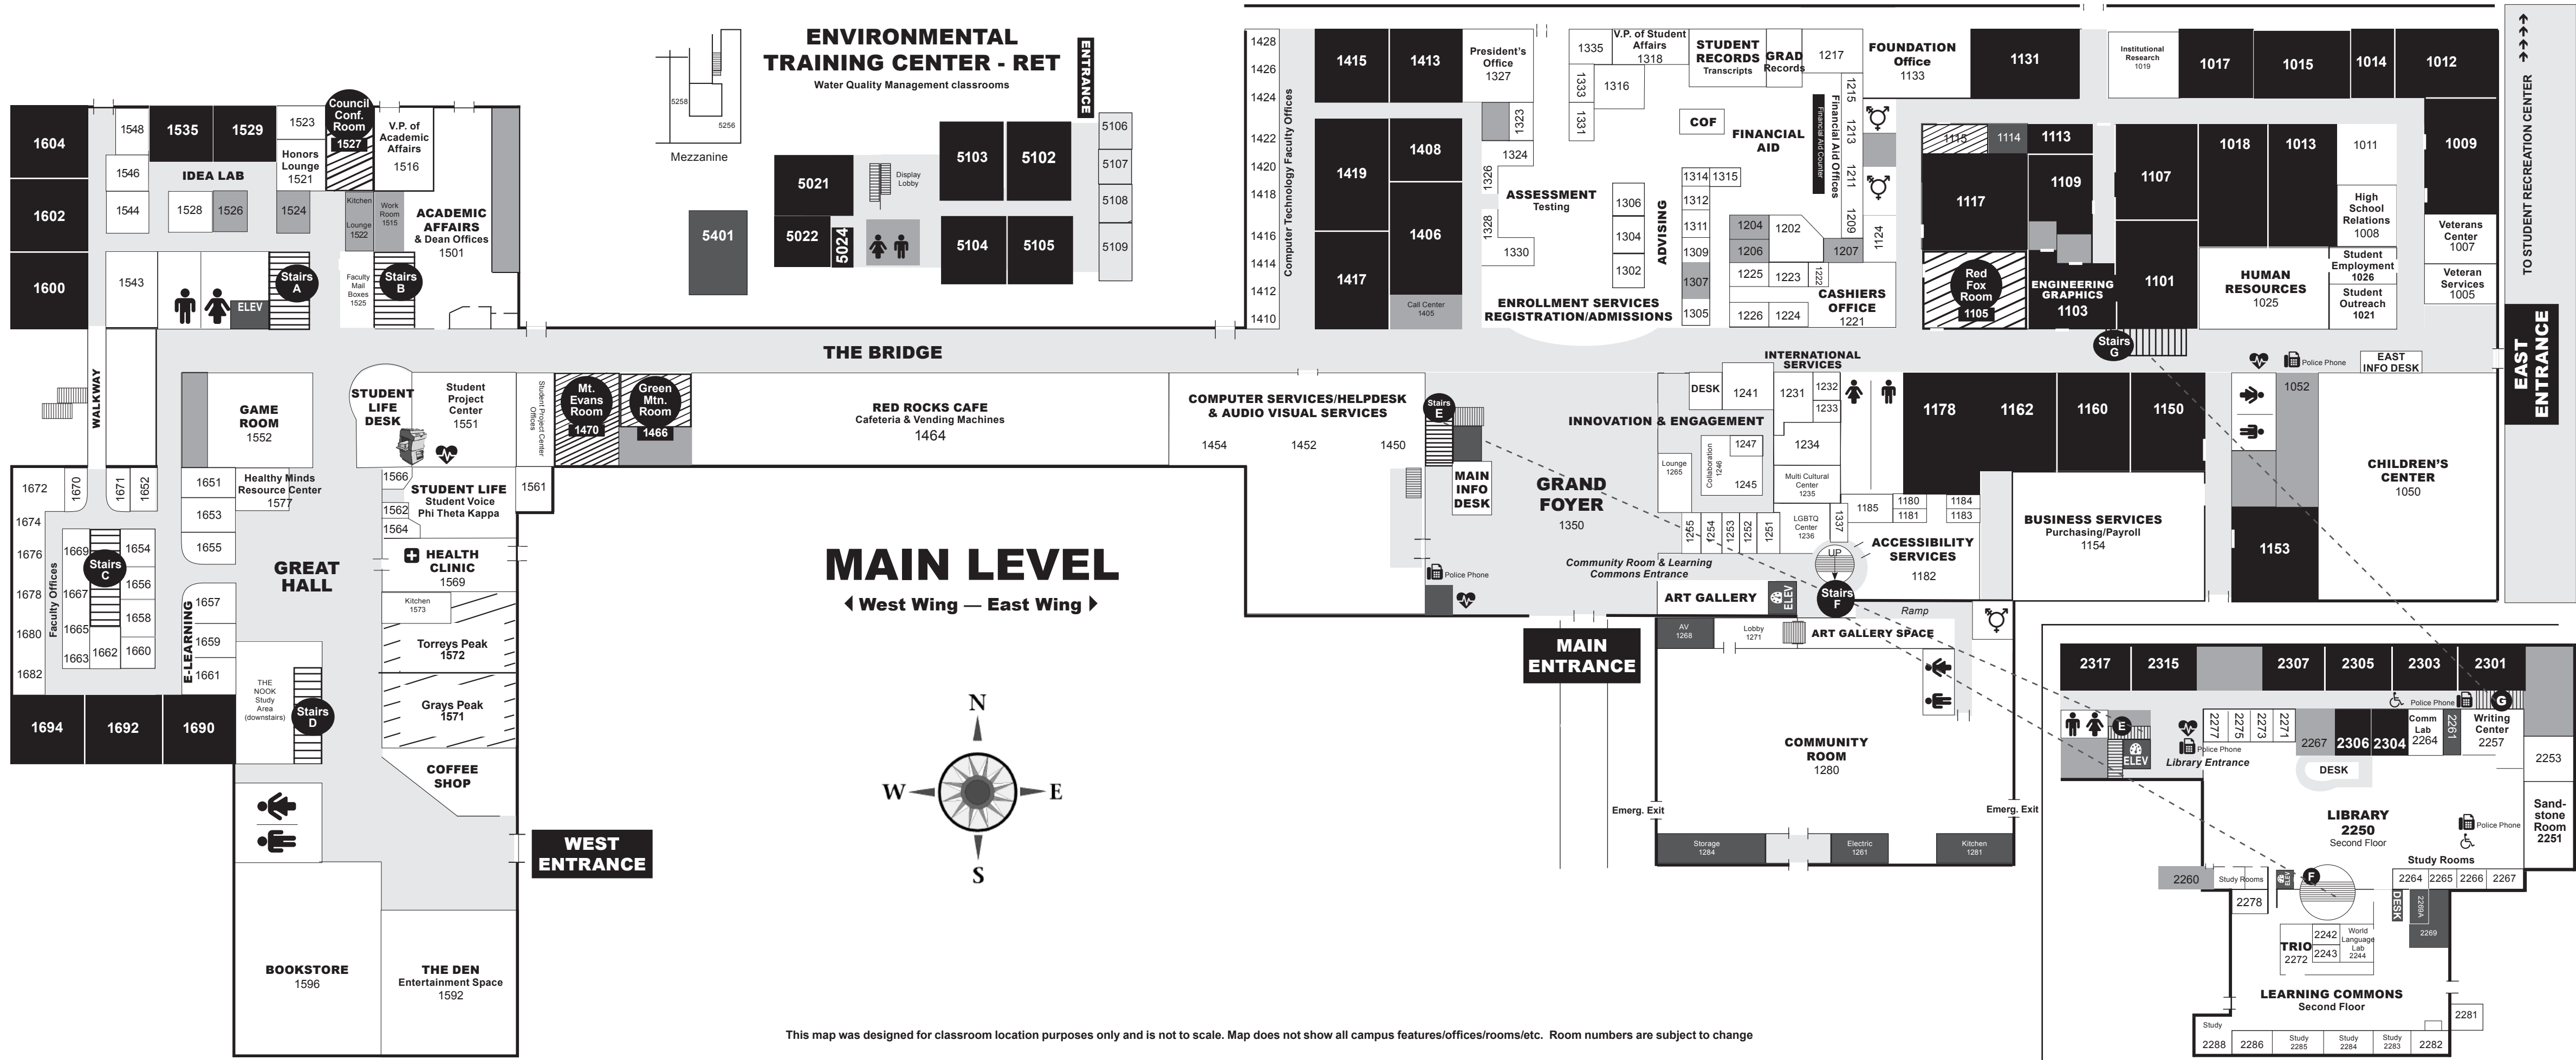 ENVIRONMENTAL
TRAINING CENTER - RET
Water Quality Management classrooms
ENTRANCE
5258
5256
Mezzanine
5021
5022
5024
5401
Display
Lobby
5103
5102
5104
5105
5106
5107
5108
5109
1604
1602
1600
1548
1546
1544
1543
1535
1529
IDEA LAB
1528
1526
1523
Honors
Lounge
1521
1524
Council
Conf.
Room
1527
V.P. of
Academic
Affairs
1516
Kitchen
Lounge
1522
Work
Room
1515
ACADEMIC
AFFAIRS
& Dean Offices
1501
ELEV
Stairs
A
Faculty
Mail
Boxes
1525
Stairs
B
THE BRIDGE
WALKWAY
GAME
ROOM
1552
STUDENT
LIFE
DESK
Student
Project
Center
1551
Student Project Center
Offices
Mt.
Evans
Room
1470
Green
Mtn.
Room
1466
RED ROCKS CAFE
Cafeteria & Vending Machines
1464
COMPUTER SERVICES/HELPDESK
& AUDIO VISUAL SERVICES
1454
1452
1450
1672
1670
1671
1652
1674
1676
1678
1680
1682
Faculty Offices
1669
1667
1665
1663
Stairs
C
1662
1654
1656
1658
1660
1651
1653
1655
1657
1659
1661
E-LEARNING
1694
1692
1690
Healthy Minds
Resource Center
1577
GREAT
HALL
1566
1562
1564
STUDENT LIFE
Student Voice
Phi Theta Kappa
1561
HEALTH
CLINIC
1569
Kitchen
1573
Torreys Peak
1572
Grays Peak
1571
COFFEE
SHOP
THE
NOOK
Study
Area
(downstairs)
Stairs
D
WEST
ENTRANCE
BOOKSTORE
1596
THE DEN
Entertainment Space
1592
MAIN LEVEL
West Wing — East Wing
N
W
E
S
1428
1426
1424
1422
1420
1418
1416
1414
1412
1410
Computer Technology Faculty Offices
1415
1413
1419
1408
1406
1417
Call Center
1405
President's
Office
1327
1323
1324
1326
1328
1330
ASSESSMENT
Testing
1335
1333
1331
V.P. of Student
Affairs
1318
1316
STUDENT
RECORDS
Transcripts
GRAD
Records
1217
COF
FINANCIAL
AID
Financial Aid Counter
Financial Aid Offices
1215
1213
1211
1209
1124
1306
1304
1302
ADVISING
1314
1315
1312
1311
1309
1307
1305
1204
1206
1202
1207
1225
1223
1222
1226
1224
CASHIERS
OFFICE
1221
ENROLLMENT SERVICES
REGISTRATION/ADMISSIONS
FOUNDATION
Office
1133
1131
Institutional
Research
1019
1017
1015
1014
1012
1115
1114
1113
1117
1109
1107
1018
1013
1011
1009
High
School
Relations
1008
Veterans
Center
1007
Veteran
Services
1005
Red
Fox
Room
1105
ENGINEERING
GRAPHICS
1103
1101
HUMAN
RESOURCES
1025
Student
Employment
1026
Student
Outreach
1021
TO STUDENT RECREATION CENTER
EAST
ENTRANCE
Stairs
G
Police Phone
EAST
INFO DESK
INTERNATIONAL
SERVICES
Stairs
E
MAIN
INFO
DESK
Police Phone
GRAND
FOYER
1350
INNOVATION & ENGAGEMENT
DESK
1241
1231
1232
1233
1234
1247
Collaboration
1246
1245
Lounge
1265
Multi Cultural
Center
1235
1255
1254
1253
1252
1251
LGBTQ
Center
1236
1337
1178
1162
1160
1150
1185
1180
1181
1184
1183
ACCESSIBILITY
SERVICES
1182
BUSINESS SERVICES
Purchasing/Payroll
1154
1052
1153
CHILDREN'S
CENTER
1050
Community Room & Learning
Commons Entrance
UP
Stairs
F
ART GALLERY
ELEV
Ramp
MAIN
ENTRANCE
AV
1268
Lobby
1271
ART GALLERY SPACE
COMMUNITY
ROOM
1280
Emerg. Exit
Emerg. Exit
Storage
1284
Electric
1261
Kitchen
1281
2317
2315
2307
2305
2303
2301
Police Phone
G
E
ELEV
Police Phone
Library Entrance
2277
2275
2273
2271
2267
2306
2304
Comm
Lab
2264
2261
Writing
Center
2257
2253
DESK
LIBRARY
2250
Second Floor
Police Phone
Sand-
stone
Room
2251
Study Rooms
2264
2265
2266
2267
2260
Study Rooms
2278
ELEV
F
DESK
2269A
2269
TRIO
2272
2242
2243
World
Language
Lab
2244
LEARNING COMMONS
Second Floor
2281
Study
2288
2286
Study
2285
Study
2284
Study
2283
2282
This map was designed for classroom location purposes only and is not to scale. Map does not show all campus features/offices/rooms/etc. Room numbers are subject to change